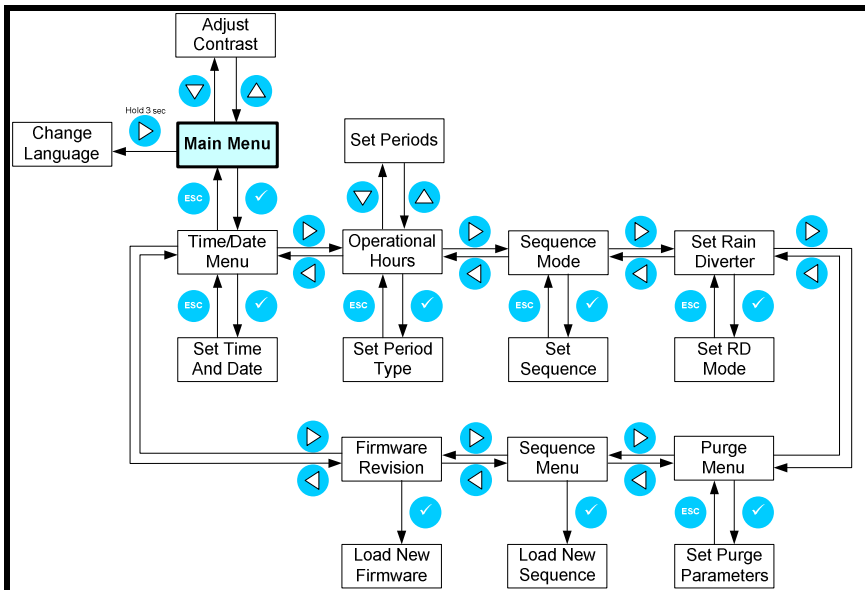 Adjust
Contrast
Hold 3 sec
Change
Language
Main Menu
Set Periods
ESC
Time/Date
Menu
Operational
Hours
Sequence
Mode
Set Rain
Diverter
ESC
ESC
ESC
ESC
Set Time
And Date
Set Period
Type
Set
Sequence
Set RD
Mode
Firmware
Revision
Sequence
Menu
Purge
Menu
ESC
Load New
Firmware
Load New
Sequence
Set Purge
Parameters